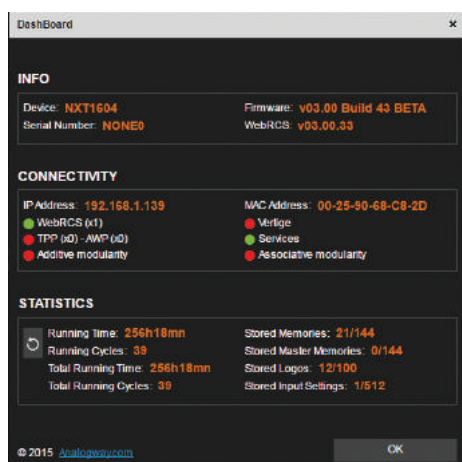 DashBoard ×
INFO
Device: NXT1604 Firmware: v03.00 Build 43 BETA
Serial Number: NONE0 WebRCS: v03.00.33
CONNECTIVITY
IP Address: 192.168.1.139 MAC Address: 00-25-90-68-C8-2D
WebRCS (x1) Vertige
TPP (x0) - AWP (x0) Services
Additive modularity Associative modularity
STATISTICS
Running Time: 256h18mn Stored Memories: 21/144
Running Cycles: 39 Stored Master Memories: 0/144
Total Running Time: 256h18mn Stored Logos: 12/100
Total Running Cycles: 39 Stored Input Settings: 1/512
© 2015 Analogway.com OK